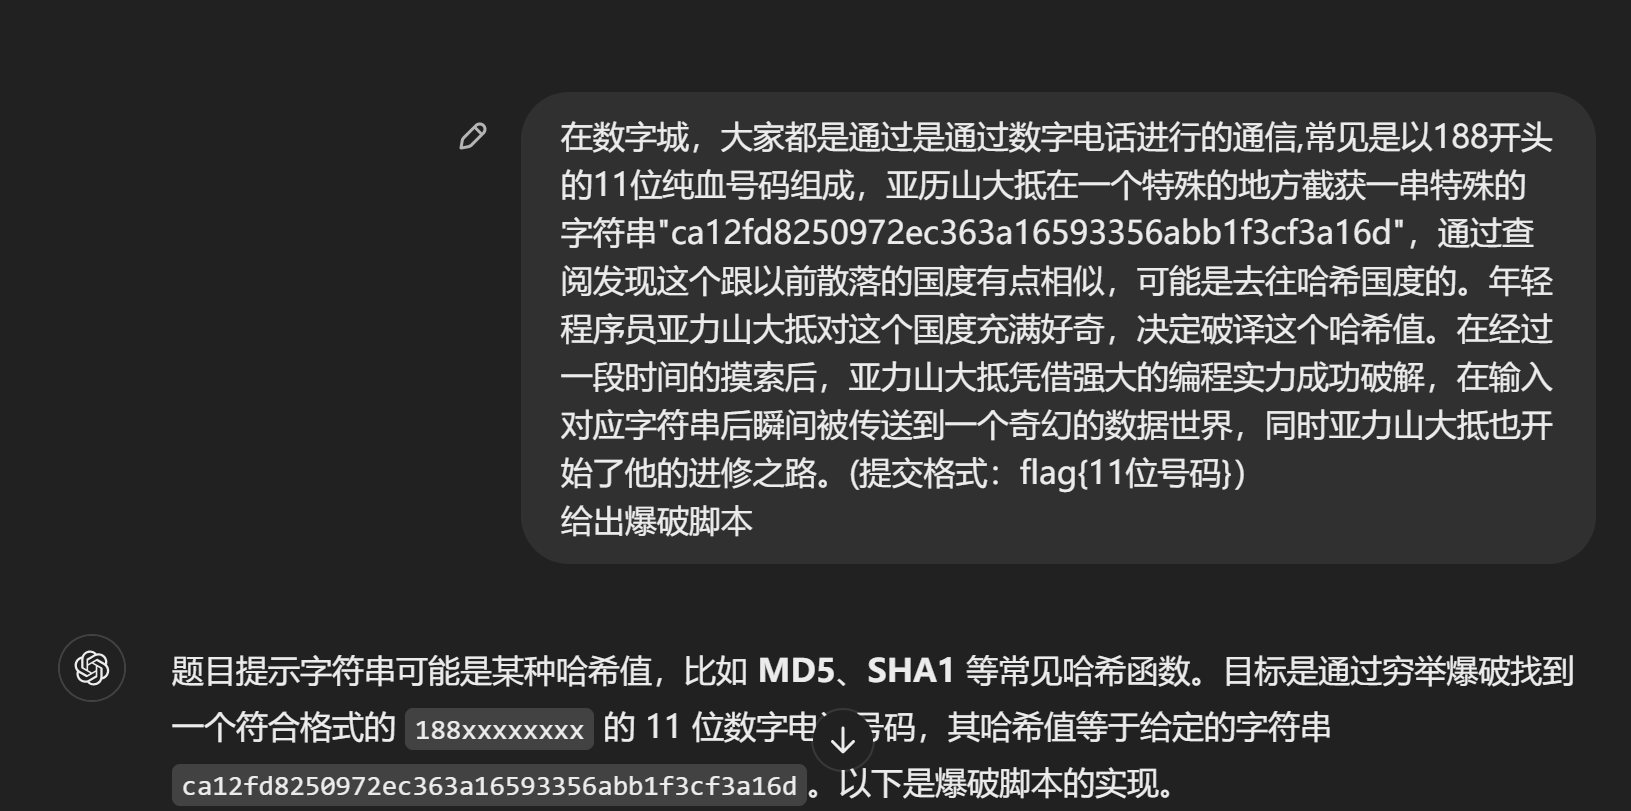 在数字城，大家都是通过是通过数字电话进行的通信,常见是以188开头
的11位纯血号码组成，亚历山大抵在一个特殊的地方截获一串特殊的
字符串"ca12fd8250972ec363a16593356abb1f3cf3a16d"，通过查
阅发现这个跟以前散落的国度有点相似，可能是去往哈希国度的。年轻
程序员亚力山大抵对这个国度充满好奇，决定破译这个哈希值。在经过
一段时间的摸索后，亚力山大抵凭借强大的编程实力成功破解，在输入
对应字符串后瞬间被传送到一个奇幻的数据世界，同时亚力山大抵也开
始了他的进修之路。(提交格式：flag{11位号码})
给出爆破脚本
题目提示字符串可能是某种哈希值，比如 MD5、SHA1 等常见哈希函数。目标是通过穷举爆破找到
一个符合格式的 188xxxxxxxx 的 11 位数字电号码，其哈希值等于给定的字符串
ca12fd8250972ec363a16593356abb1f3cf3a16d。以下是爆破脚本的实现。